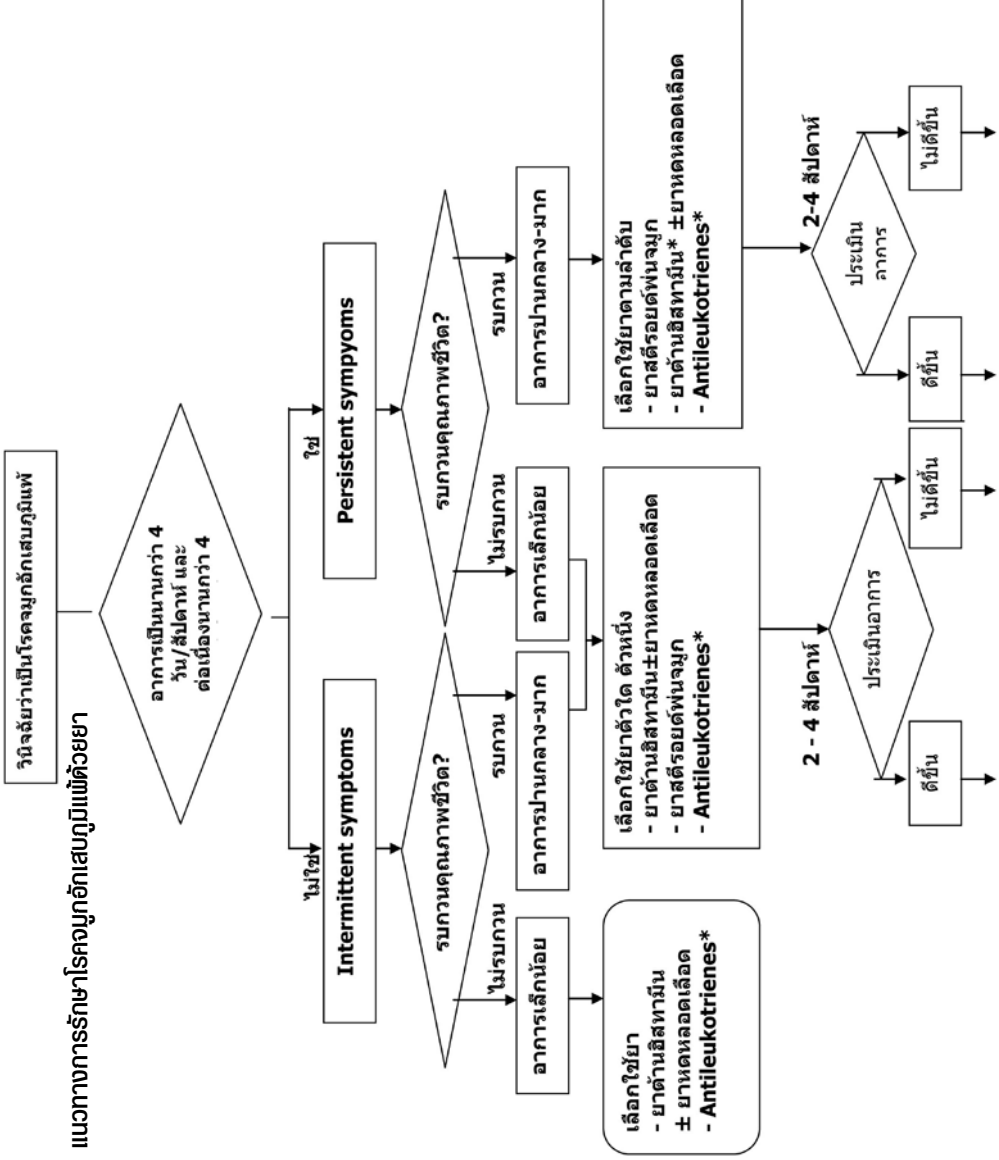 แนวทางการรักษาโรคจมูกอักเสบภูมิแพ้ด้วยยา
วินิจฉัยว่าเป็นโรคจมูกอักเสบภูมิแพ้
อาการเป็นนานกว่า 4
วัน/สัปดาห์ และ
ต่อเนื่องนานกว่า 4
ไม่ใช่
ใช่
Intermittent symptoms
Persistent sympyoms
รบกวนคุณภาพชีวิต?
รบกวนคุณภาพชีวิต?
ไม่รบกวน
รบกวน
ไม่รบกวน
รบกวน
อาการเล็กน้อย
อาการปานกลาง-มาก
อาการเล็กน้อย
อาการปานกลาง-มาก
เลือกใช้ยา
- ยาต้านฮิสทามีน
± ยาหดหลอดเลือด
- Antileukotrienes*
เลือกใช้ยาตัวใด ตัวหนึ่ง
- ยาต้านฮิสทามีน±ยาหดหลอดเลือด
- ยาสตีรอยด์พ่นจมูก
- Antileukotrienes*
เลือกใช้ยาตามลำดับ
- ยาสตีรอยด์พ่นจมูก
- ยาต้านฮิสทามีน* ±ยาหดหลอดเลือด
- Antileukotrienes*
2 - 4 สัปดาห์
ประเมินอาการ
ดีขึ้น
ไม่ดีขึ้น
2-4 สัปดาห์
ประเมิน
อาการ
ดีขึ้น
ไม่ดีขึ้น